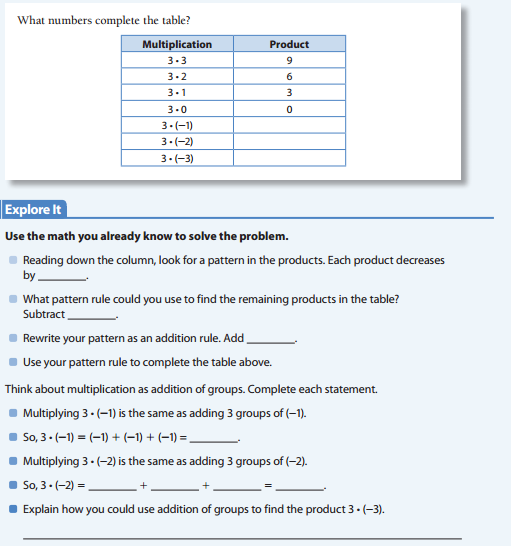 What numbers complete the table?
Multiplication Product
3 • 3 9
3 • 2 6
3 • 1 3
3 • 0 0
3 • (−1)
3 • (−2)
3 • (−3)
Explore It
Use the math you already know to solve the problem.
Reading down the column, look for a pattern in the products. Each product decreases
by ________.
What pattern rule could you use to find the remaining products in the table?
Subtract ________.
Rewrite your pattern as an addition rule. Add ________.
Use your pattern rule to complete the table above.
Think about multiplication as addition of groups. Complete each statement.
Multiplying 3 • (−1) is the same as adding 3 groups of (−1).
So, 3 • (−1) = (−1) + (−1) + (−1) = ________.
Multiplying 3 • (−2) is the same as adding 3 groups of (−2).
So, 3 • (−2) = ________ + ________ + ________ = ________.
Explain how you could use addition of groups to find the product 3 • (−3).